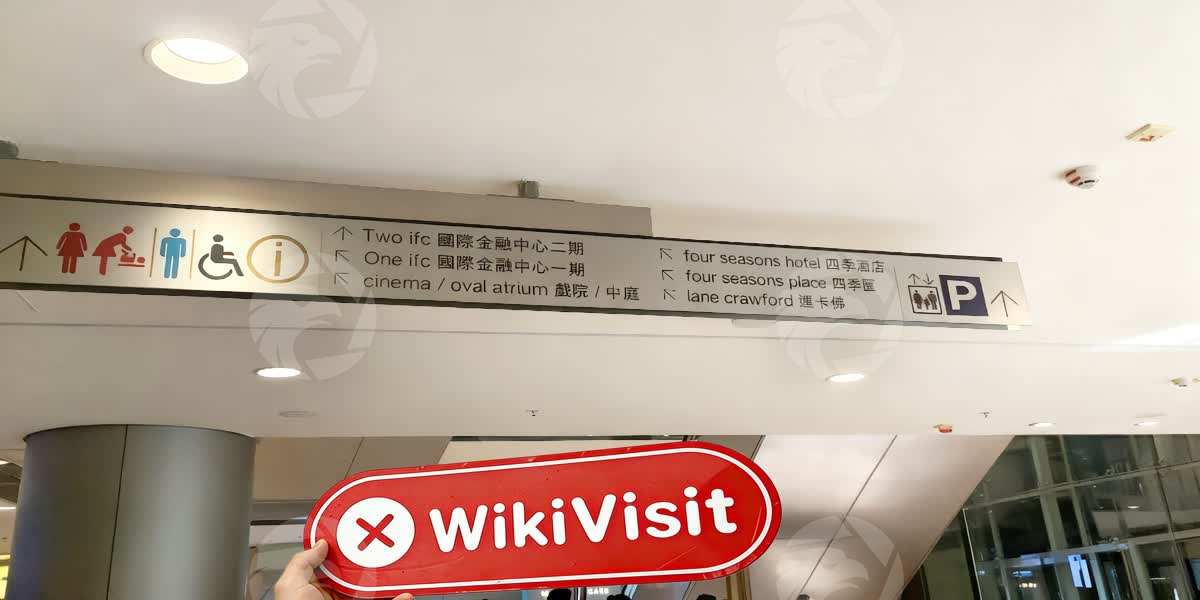 Two ifc 國際金融中心二期
One ifc 國際金融中心一期
cinema / oval atrium 戲院 / 中庭
four seasons hotel 四季酒店
four seasons place 四季匯
lane crawford 連卡佛
P
WikiVisit